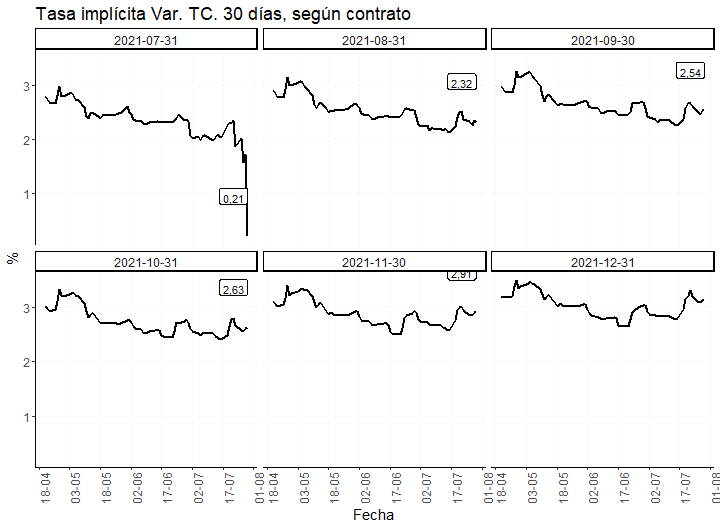 Tasa implícita Var. TC. 30 días, según contrato
2021-07-31 2021-08-31 2021-09-30
3
2
1
0,21
2,32
2,54
%
2021-10-31 2021-11-30 2021-12-31
3
2
1
2,63
2,91
18-04 03-05 18-05 02-06 17-06 02-07 17-07 01-08 18-04 03-05 18-05 02-06 17-06 02-07 17-07 01-08 18-04 03-05 18-05 02-06 17-06 02-07 17-07 01-08
Fecha